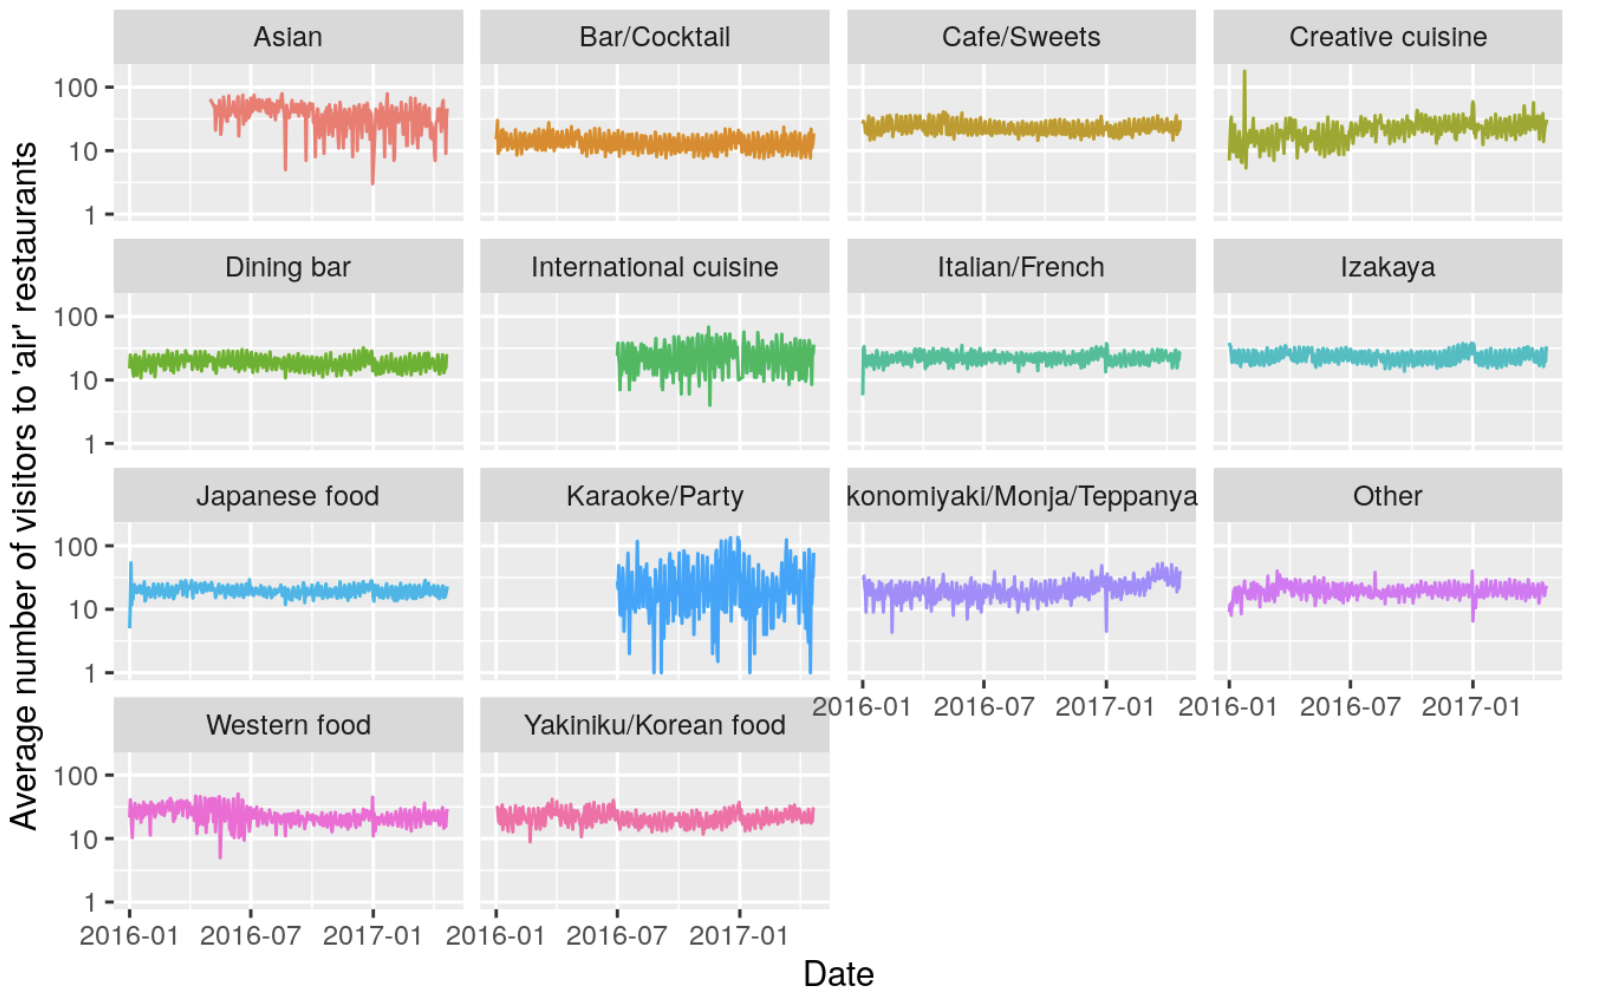 Asian
Bar/Cocktail
Cafe/Sweets
Creative cuisine
100
10
1
Dining bar
International cuisine
Italian/French
Izakaya
100
10
1
Average number of visitors to 'air' restaurants
Japanese food
Karaoke/Party
konomiyaki/Monja/Teppanya
Other
100
10
1
2016-01 2016-07 2017-01 2016-01 2016-07 2017-01
Western food
Yakiniku/Korean food
100
10
1
2016-01 2016-07 2017-01 2016-01 2016-07 2017-01
Date